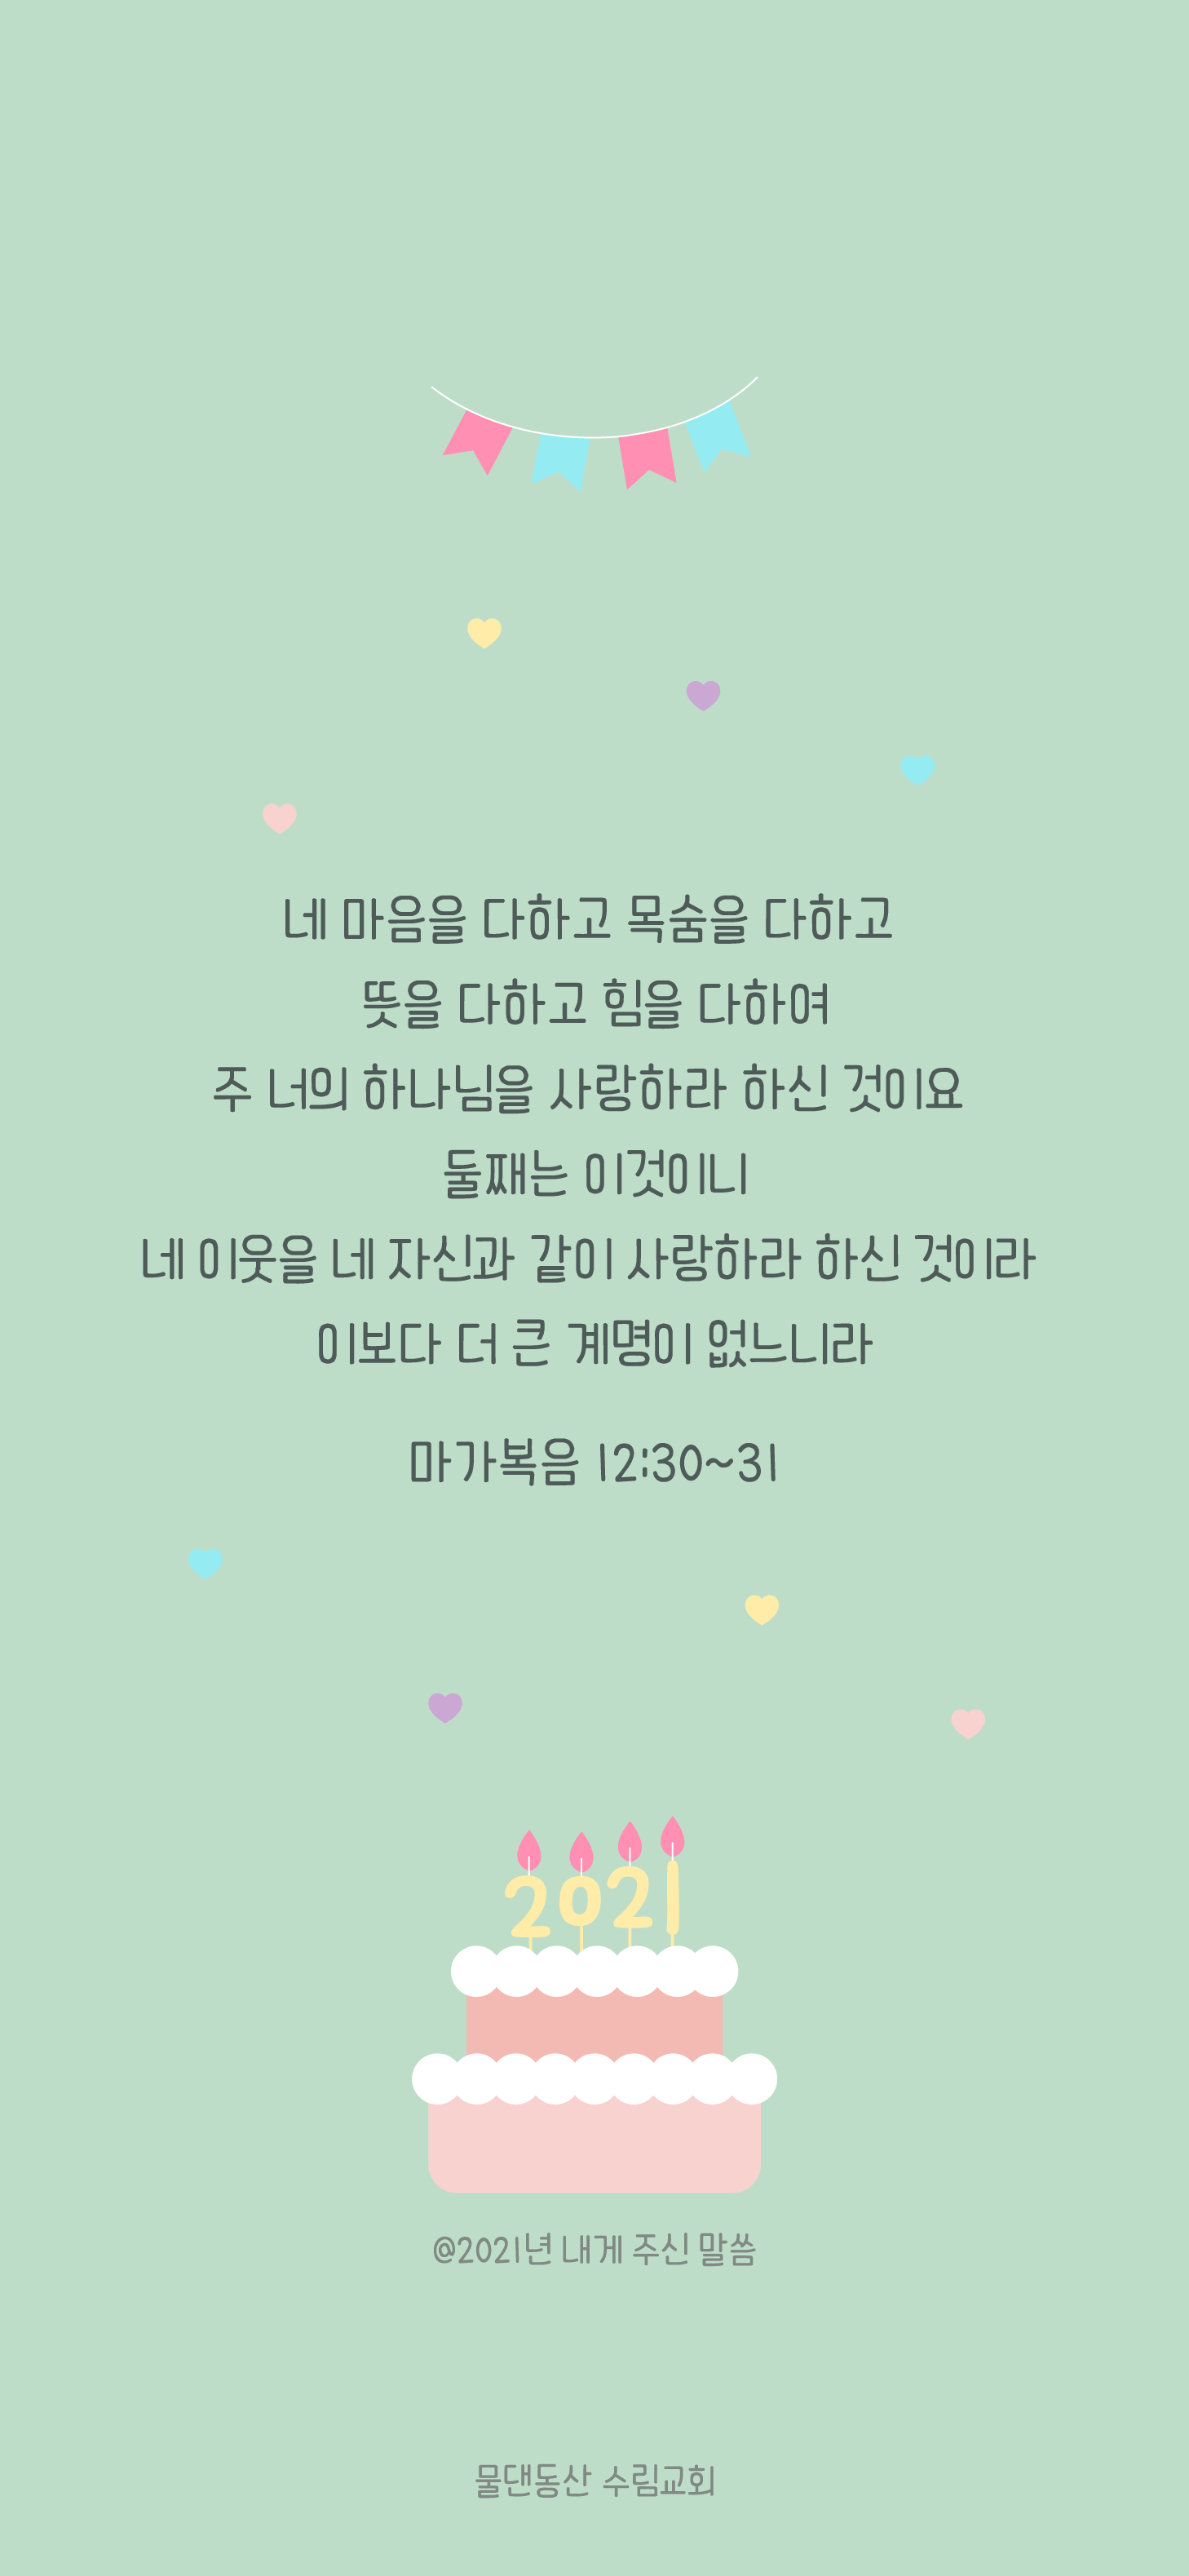 네 마음을 다하고 목숨을 다하고
뜻을 다하고 힘을 다하여
주 너의 하나님을 사랑하라 하신 것이요
둘째는 이것이니
네 이웃을 네 자신과 같이 사랑하라 하신 것이라
이보다 더 큰 계명이 없느니라
마가복음 12:30~31
2021
@2021년 내게 주신 말씀
물댄동산 수림교회